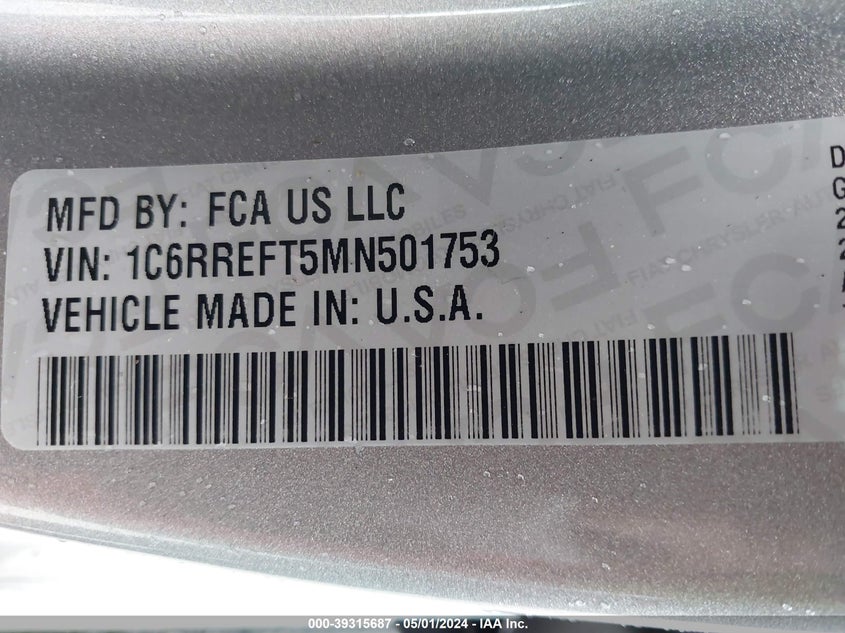 MFD BY: FCA US LLC
VIN: 1C6RREFT5MN501753
VEHICLE MADE IN: U.S.A.
000-39315687 - 05/01/2024 - IAA Inc.